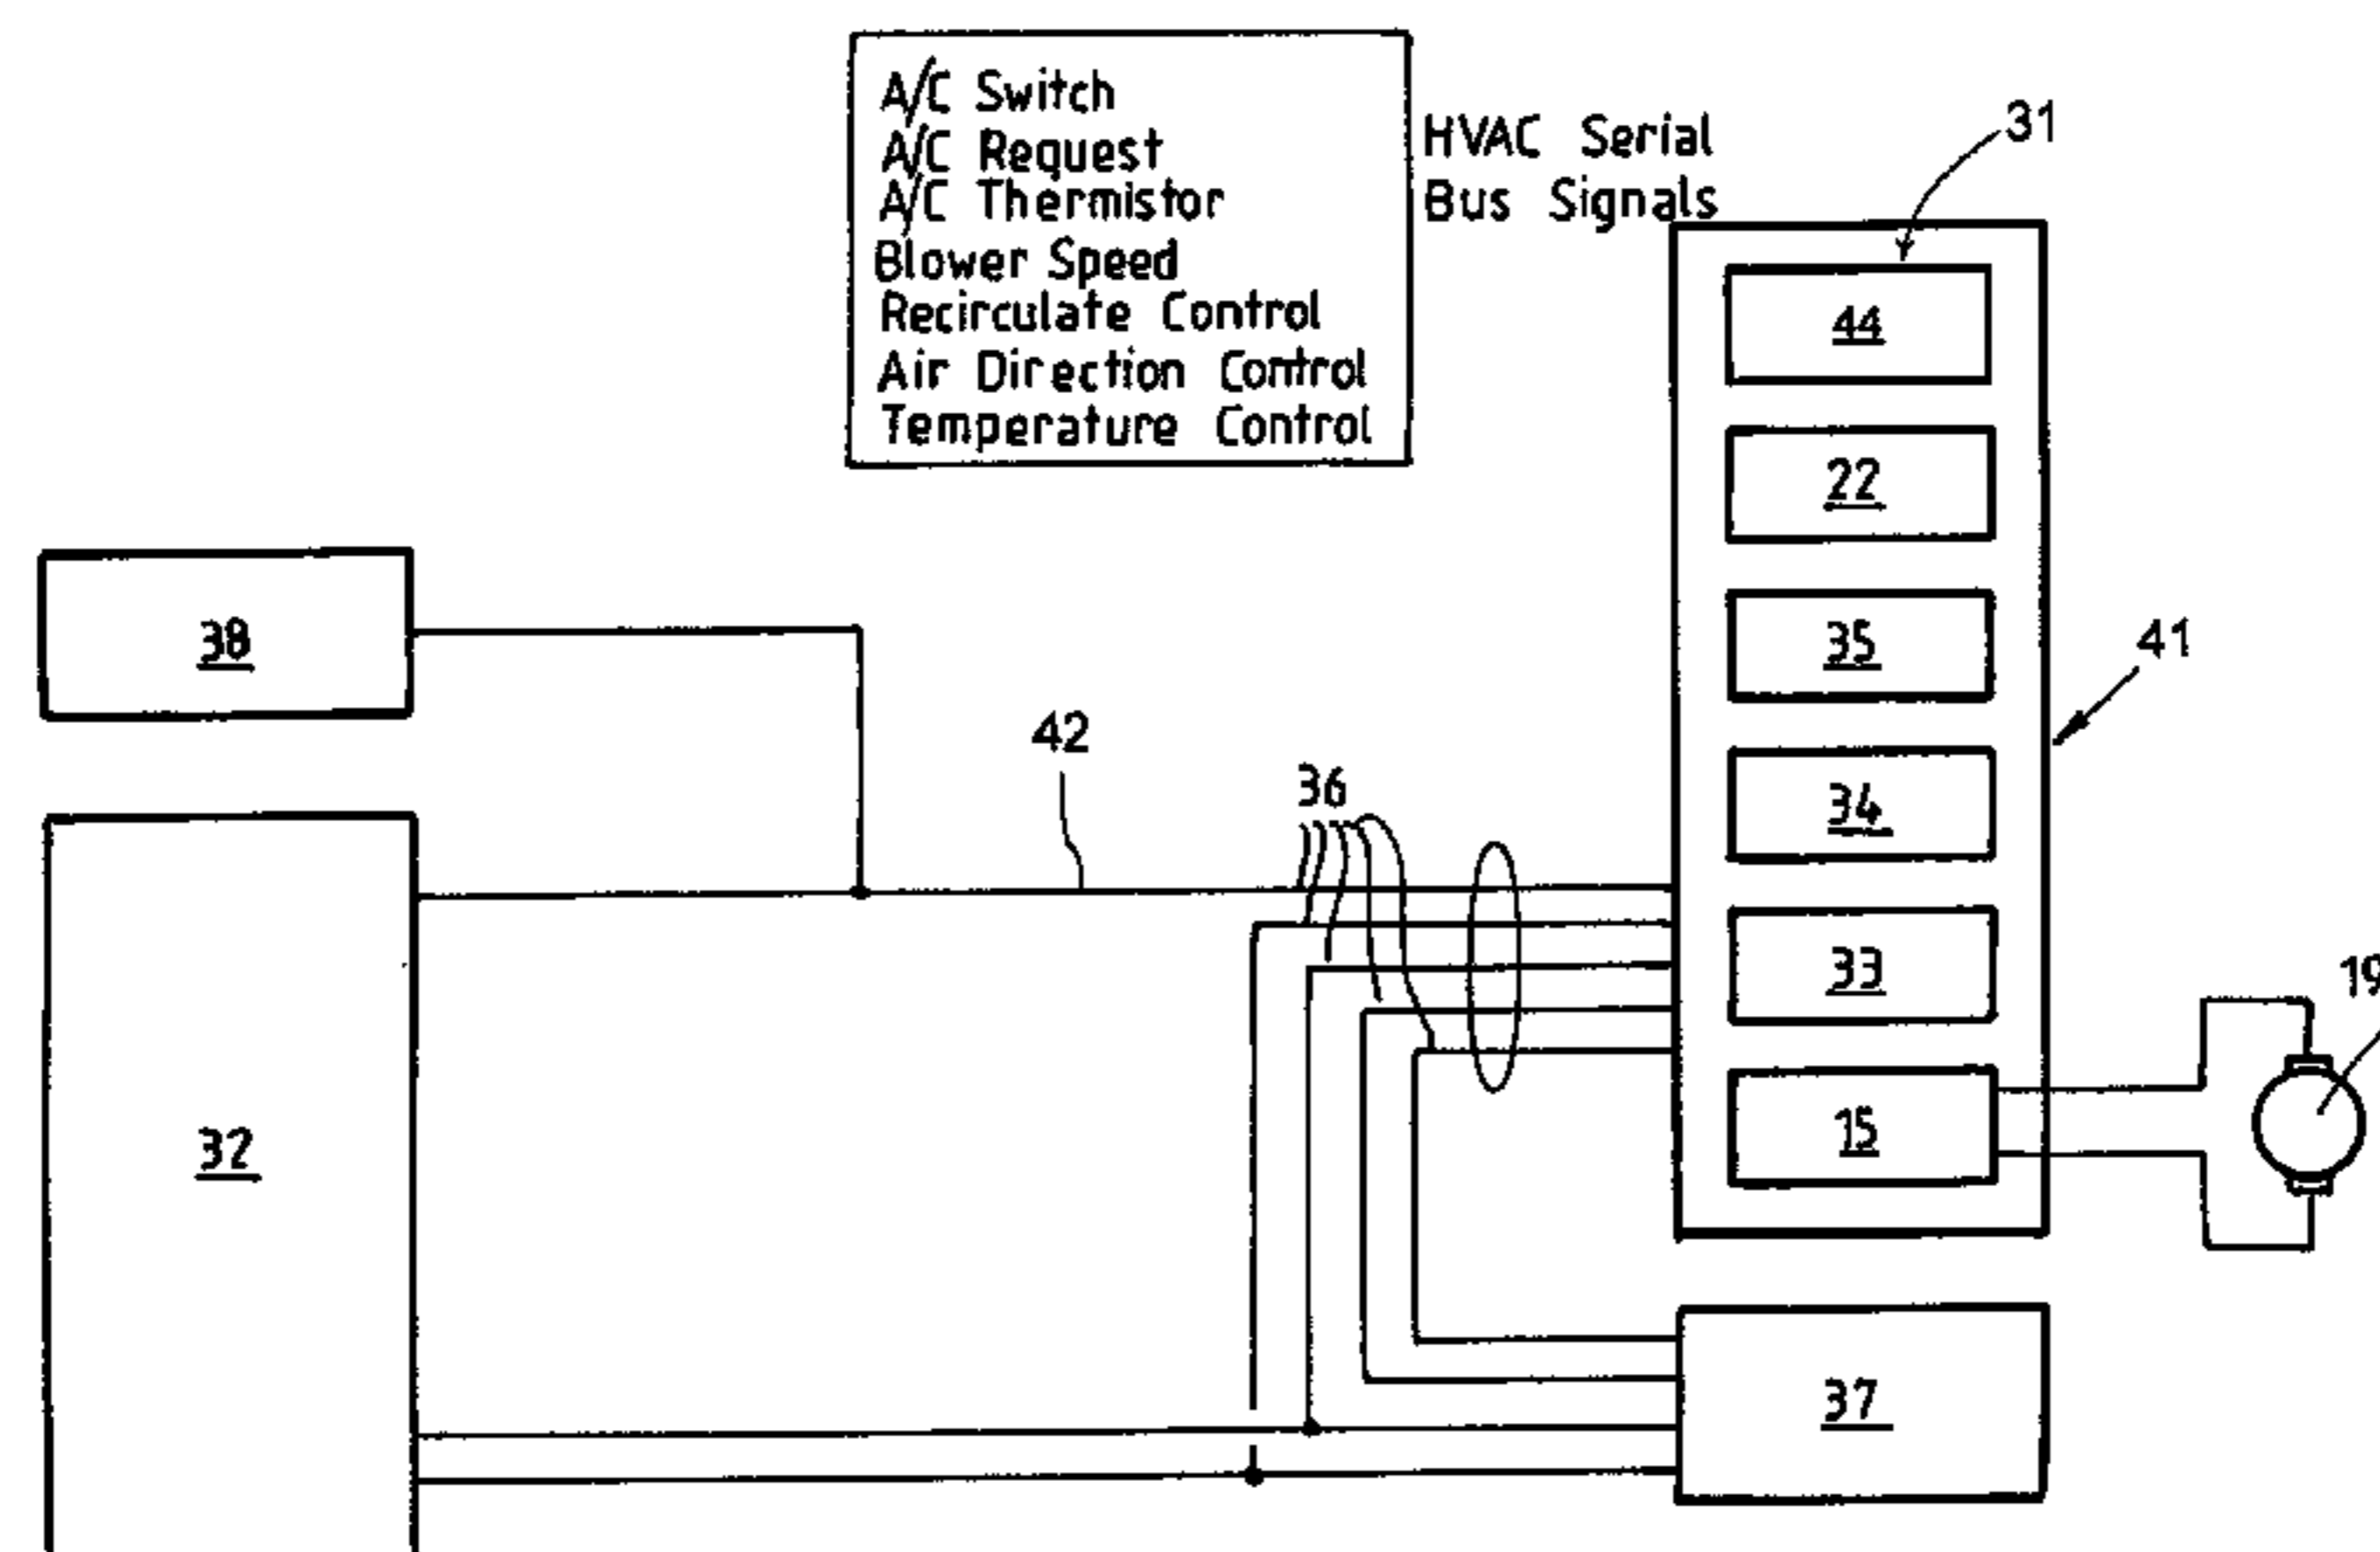 A/C Switch
A/C Request
A/C Thermistor
Blower Speed
Recirculate Control
Air Direction Control
Temperature Control
HVAC Serial
Bus Signals
31
44
22
38
35
41
42
36
34
33
19
32
15
37